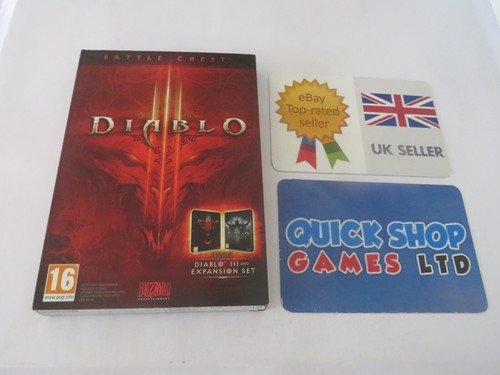 BATTLE CHEST
DIABLO
DIABLO III AND
EXPANSION SET
16
www.pegi.info
BLIZZARD
ENTERTAINMENT
eBay
Top-rated
seller
UK SELLER
QUICK SHOP
GAMES LTD